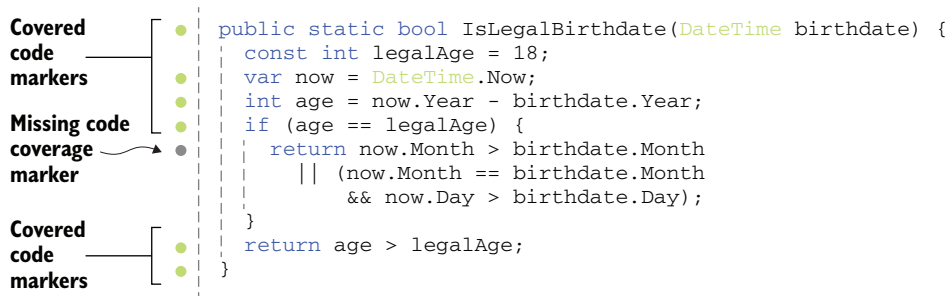 Covered
code
markers
Missing code
coverage
marker
Covered
code
markers
public static bool IsLegalBirthdate(DateTime birthdate) {
const int legalAge = 18;
var now = DateTime.Now;
int age = now.Year - birthdate.Year;
if (age == legalAge) {
return now.Month > birthdate.Month
|| (now.Month == birthdate.Month
&& now.Day > birthdate.Day);
}
return age > legalAge;
}